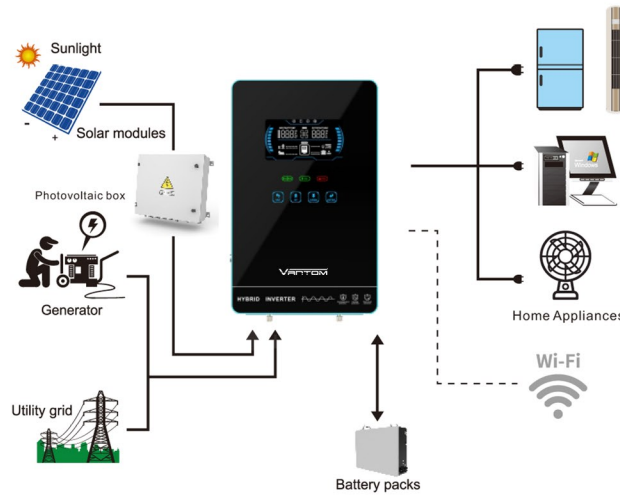 Sunlight
Solar modules
-
+
Photovoltaic box
Generator
Utility grid
VANTOM
HYBRID INVERTER
Battery packs
Home Appliances
Wi-Fi